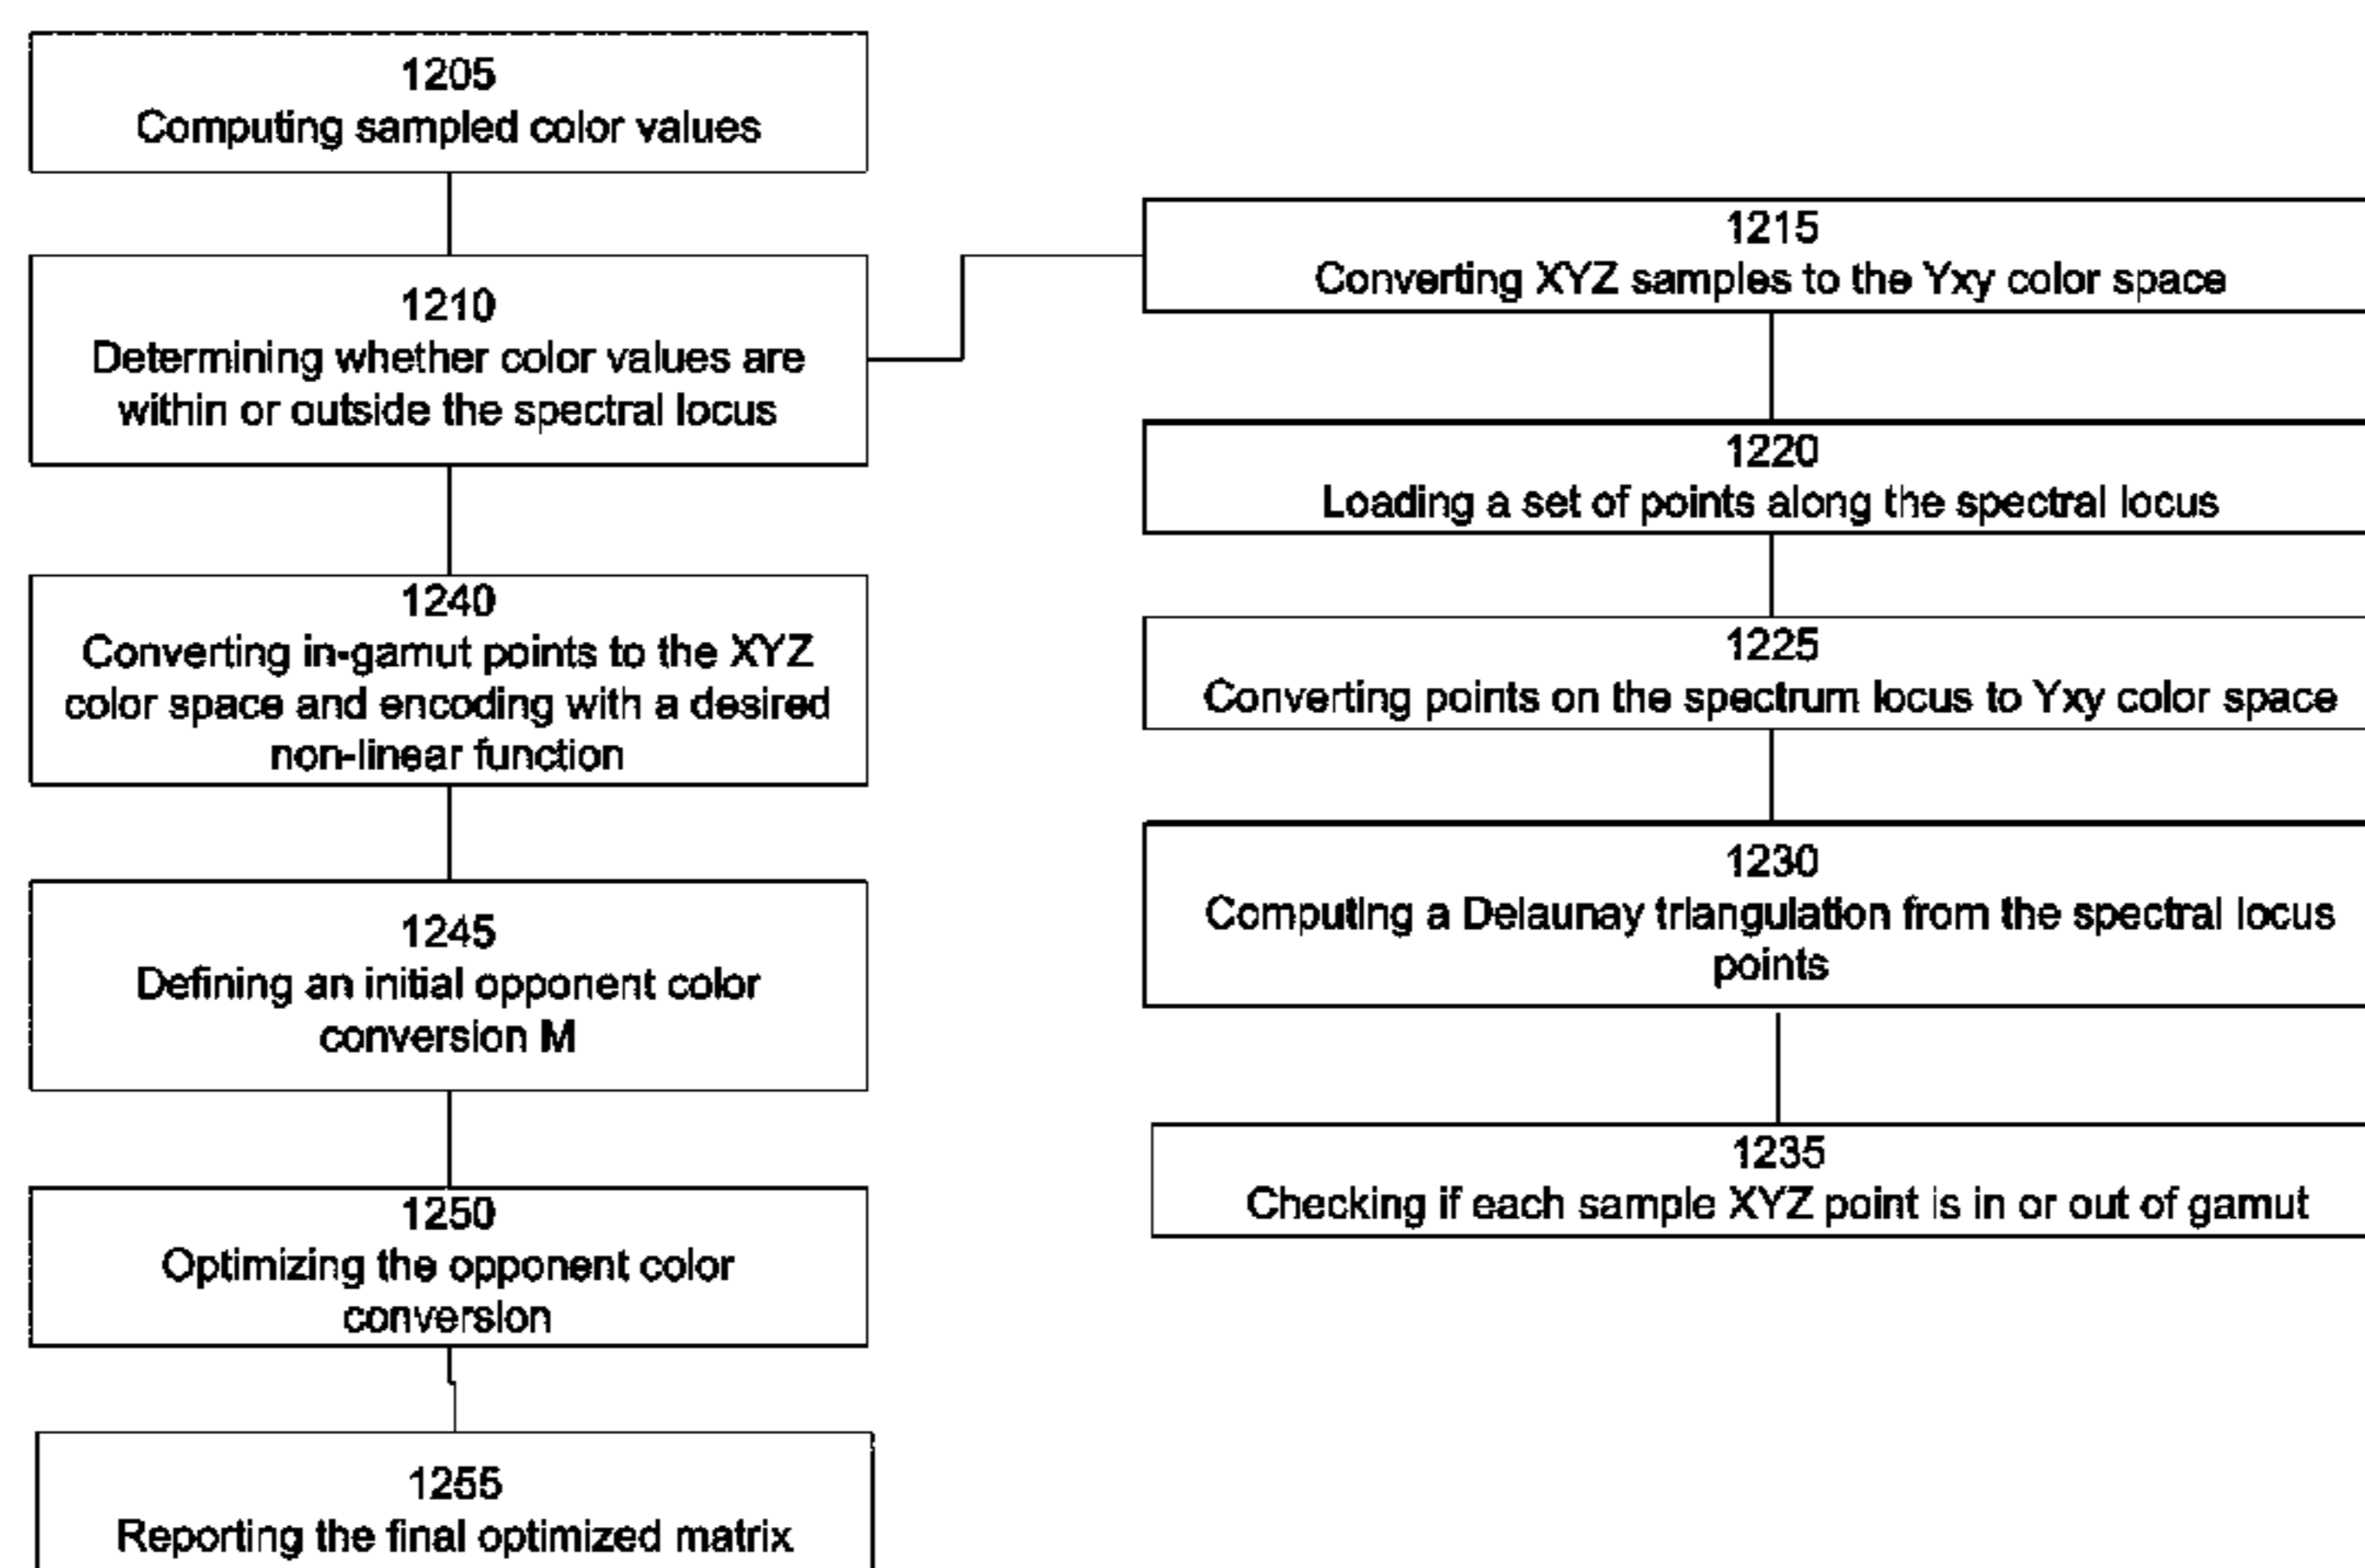 1205
Computing sampled color values
1210
Determining whether color values are
within or outside the spectral locus
1215
Converting XYZ samples to the Yxy color space
1220
Loading a set of points along the spectral locus
1225
Converting points on the spectrum locus to Yxy color space
1230
Computing a Delaunay triangulation from the spectral locus
points
1235
Checking if each sample XYZ point is in or out of gamut
1240
Converting in-gamut points to the XYZ
color space and encoding with a desired
non-linear function
1245
Defining an initial opponent color
conversion M
1250
Optimizing the opponent color
conversion
1255
Reporting the final optimized matrix